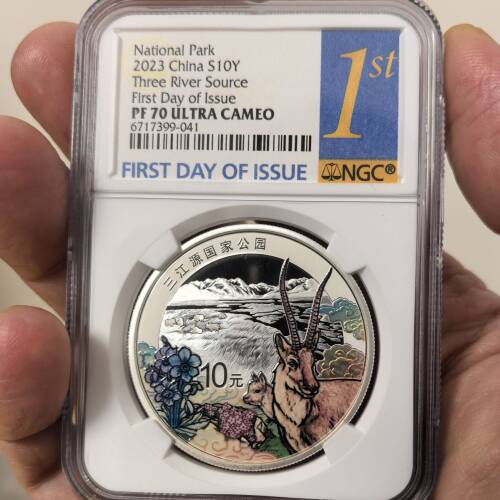 National Park
2023 China S10Y
Three River Source
First Day of Issue
PF 70 ULTRA CAMEO
6717399-041
1st
FIRST DAY OF ISSUE
NGC®
三江源国家公园
10元